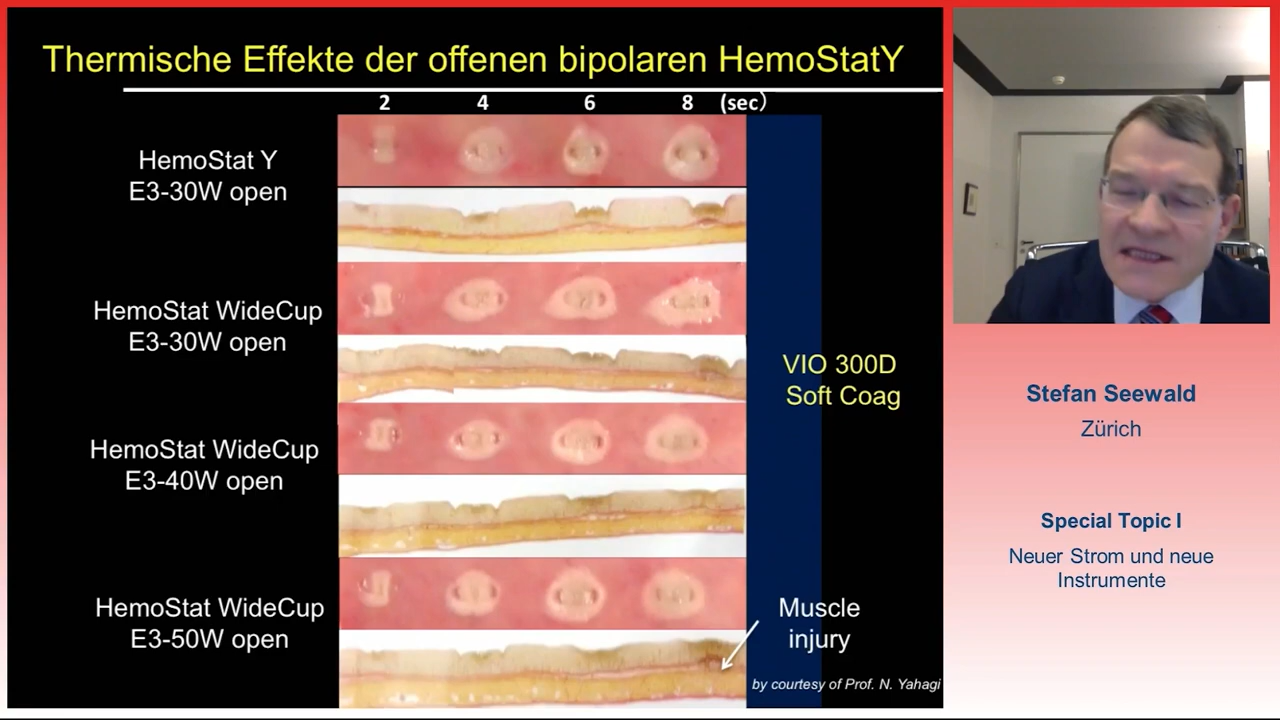 Thermische Effekte der offenen bipolaren HemoStatY
2 4 6 8 (sec)
HemoStat Y
E3-30W open
HemoStat WideCup
E3-30W open
HemoStat WideCup
E3-40W open
HemoStat WideCup
E3-50W open
VIO 300D
Soft Coag
Muscle
injury
by courtesy of Prof. N. Yahagi
Stefan Seewald
Zürich
Special Topic I
Neuer Strom und neue
Instrumente